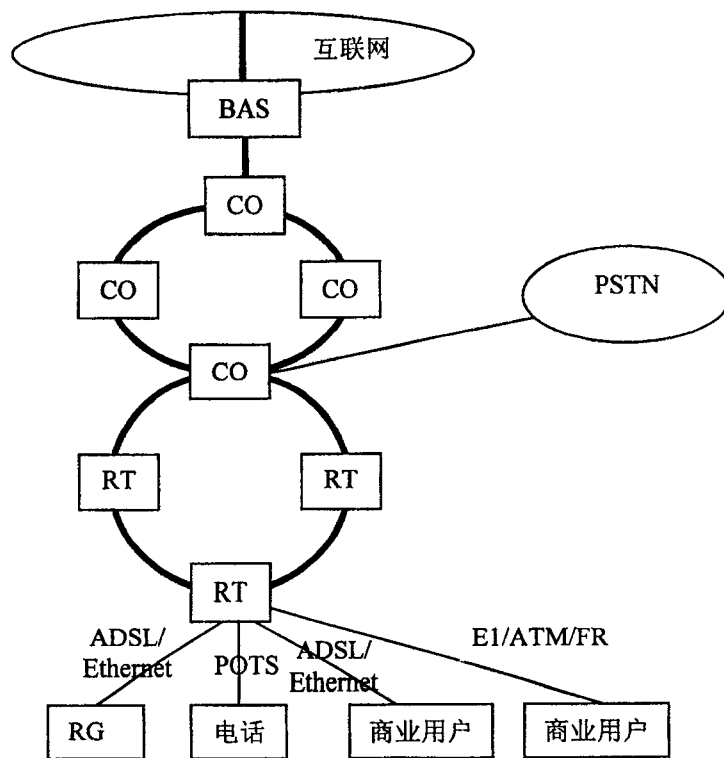 互联网
BAS
CO
CO
CO
PSTN
CO
RT
RT
RT
ADSL/
Ethernet
POTS
ADSL/
Ethernet
E1/ATM/FR
RG
电话
商业用户
商业用户